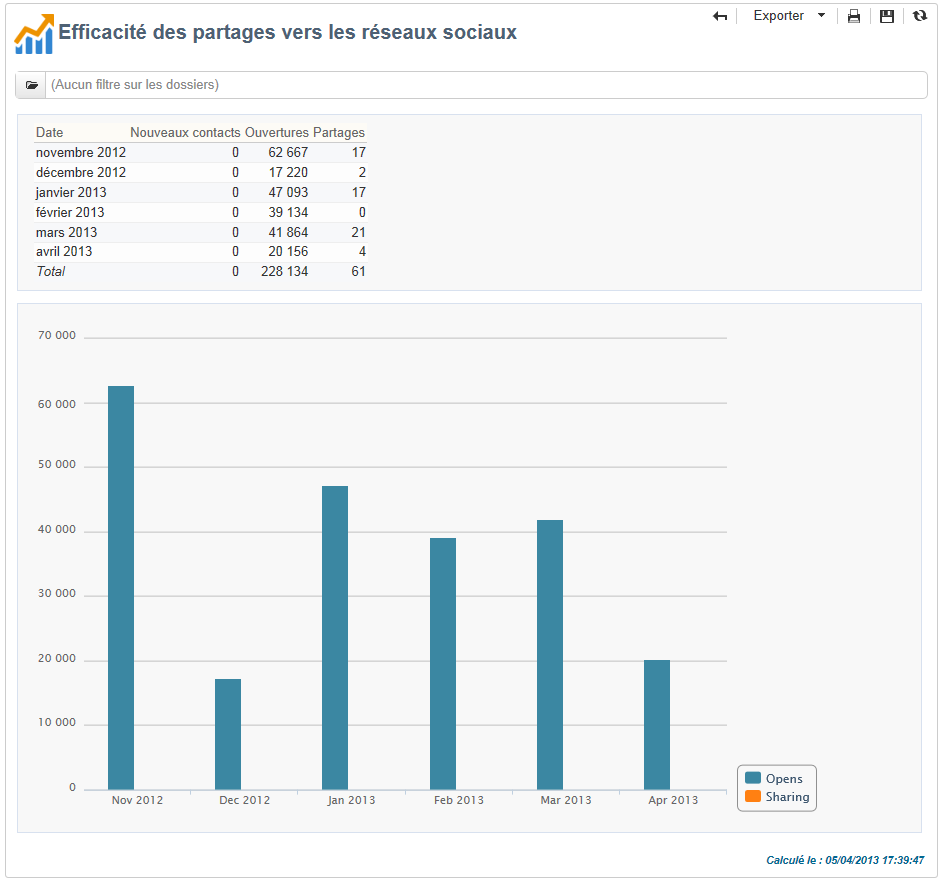 Exporter
Efficacité des partages vers les réseaux sociaux
(Aucun filtre sur les dossiers)
Date Nouveaux contacts Ouvertures Partages
novembre 2012 0 62 667 17
décembre 2012 0 17 220 2
janvier 2013 0 47 093 17
février 2013 0 39 134 0
mars 2013 0 41 864 21
avril 2013 0 20 156 4
Total 0 228 134 61
70 000
60 000
50 000
40 000
30 000
20 000
10 000
0
Nov 2012 Dec 2012 Jan 2013 Feb 2013 Mar 2013 Apr 2013
Opens
Sharing
Calculé le : 05/04/2013 17:39:47